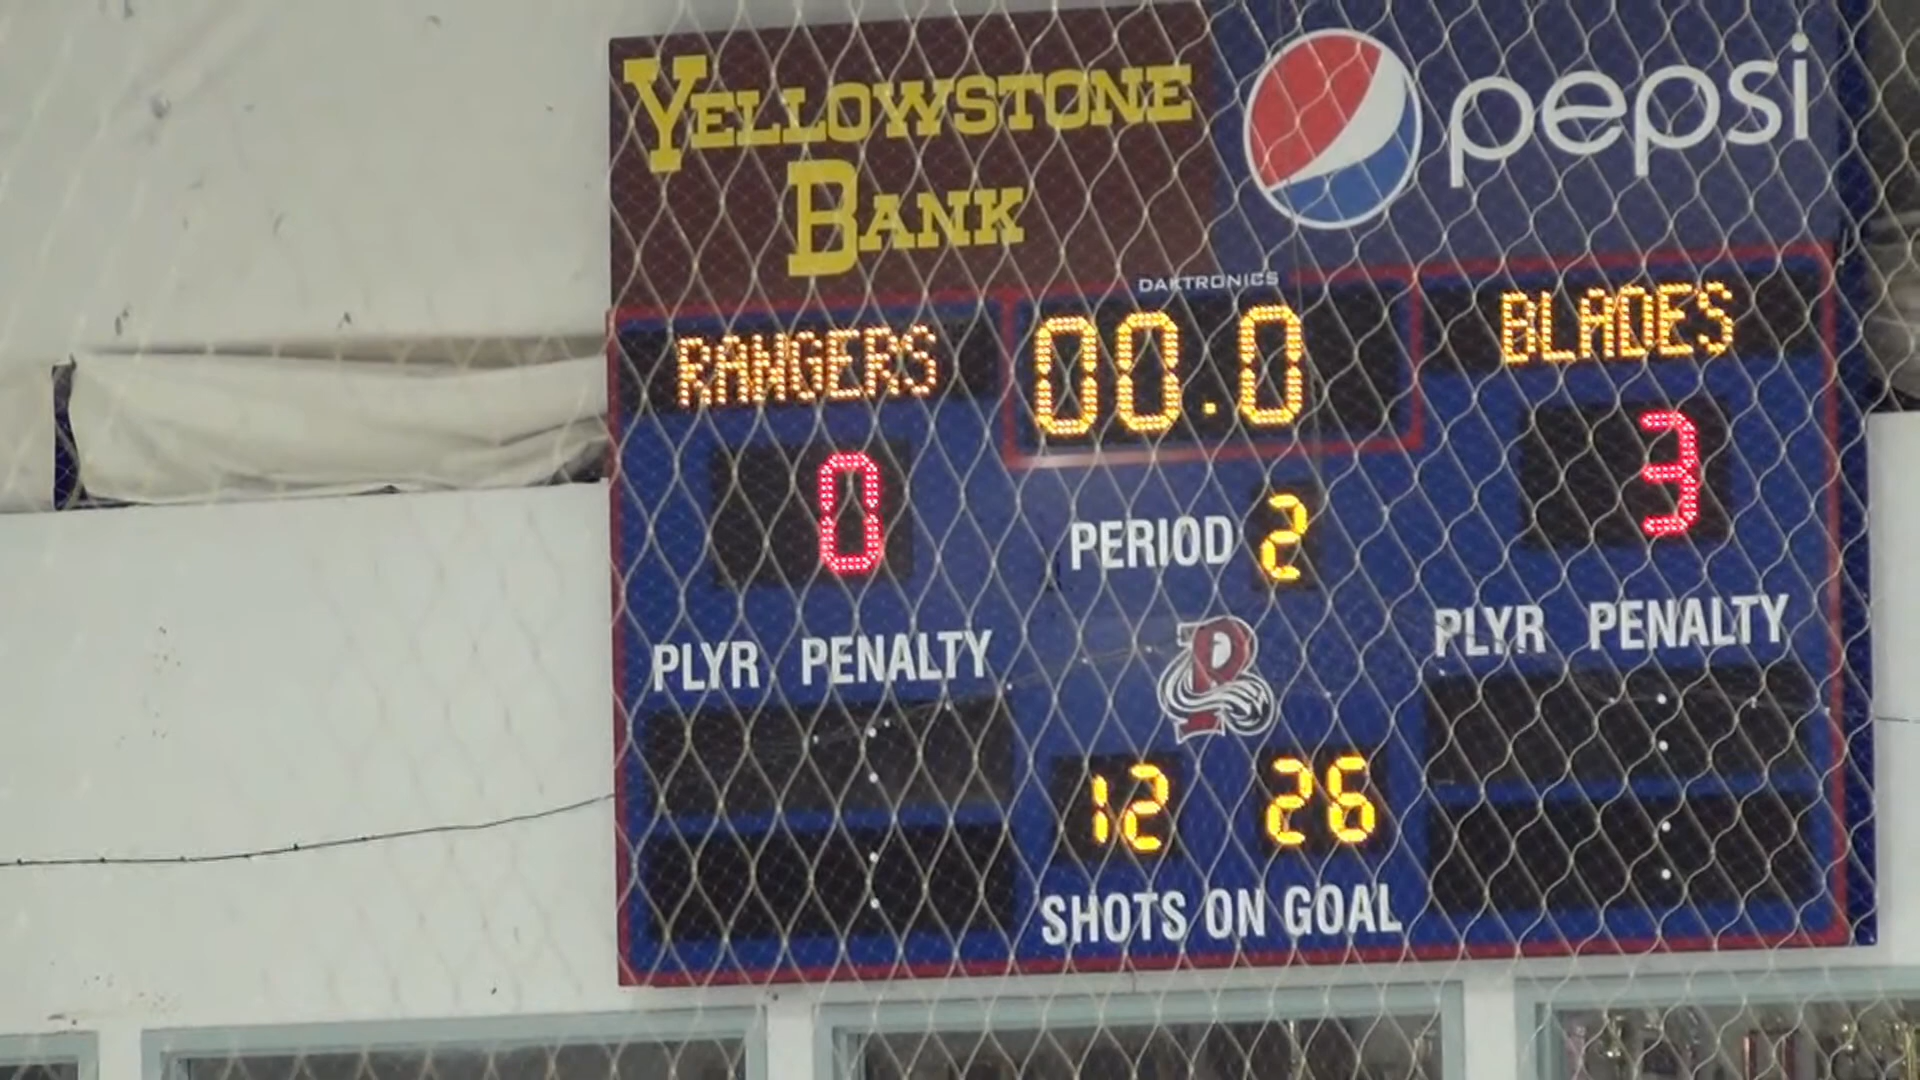 YELLOWSTONE
BANK
pepsi
DAKTRONICS
RANGERS
00.0
BLADES
0
PERIOD 2
3
PLYR PENALTY
PLYR PENALTY
12 26
SHOTS ON GOAL